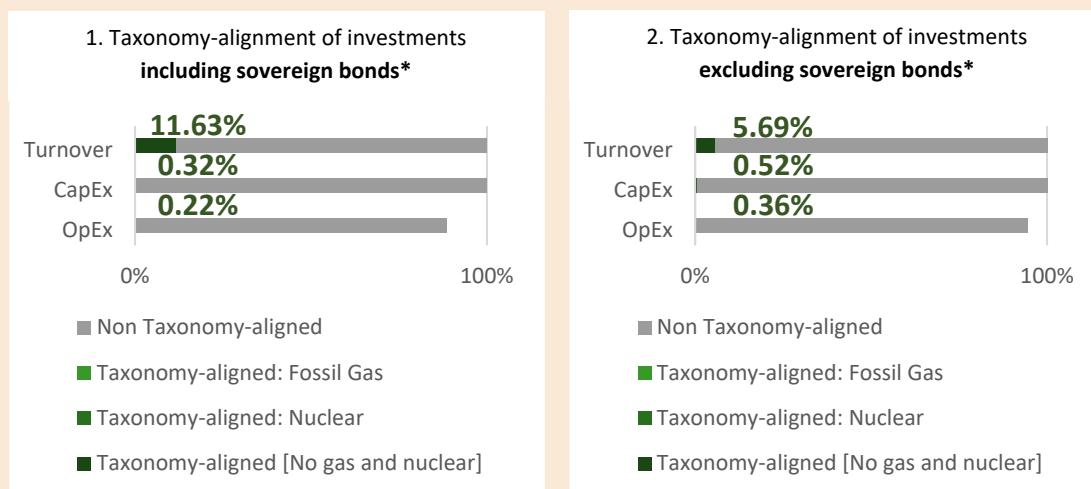 1. Taxonomy-alignment of investments
including sovereign bonds*
11.63%
Turnover
0.32%
CapEx
0.22%
OpEx
0%
100%
Non Taxonomy-aligned
Taxonomy-aligned: Fossil Gas
Taxonomy-aligned: Nuclear
Taxonomy-aligned [No gas and nuclear]
2. Taxonomy-alignment of investments
excluding sovereign bonds*
5.69%
Turnover
0.52%
CapEx
0.36%
OpEx
0%
100%
Non Taxonomy-aligned
Taxonomy-aligned: Fossil Gas
Taxonomy-aligned: Nuclear
Taxonomy-aligned [No gas and nuclear]